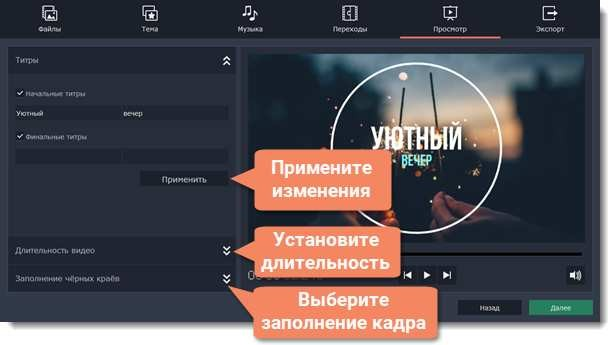 Файлы
Тема
Музыка
Переходы
Просмотр
Экспорт
Титры
Начальные титры
Уютный вечер
Финальные титры
Применить
УЮТНЫЙ
ВЕЧЕР
Примените
изменения
Длительность видео
Установите
длительность
Заполнение чёрных краёв
Выберите
заполнение кадра
Назад
Далее